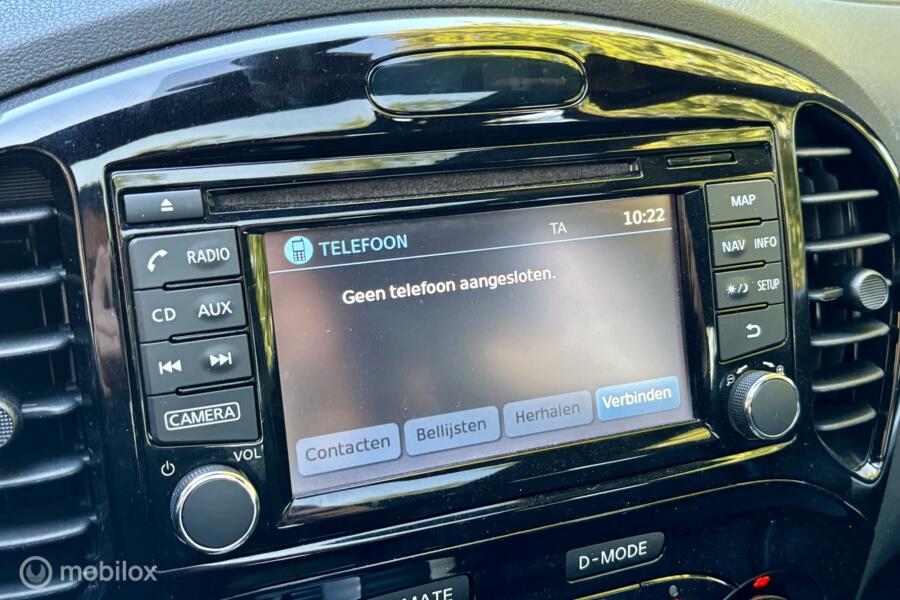 TELEFOON TA 10:22
Geen telefoon aangesloten.
Contacten Bellijsten Herhalen Verbinden
RADIO
CD AUX
CAMERA
VOL
MAP
NAV INFO
SETUP
D-MODE
mobilox